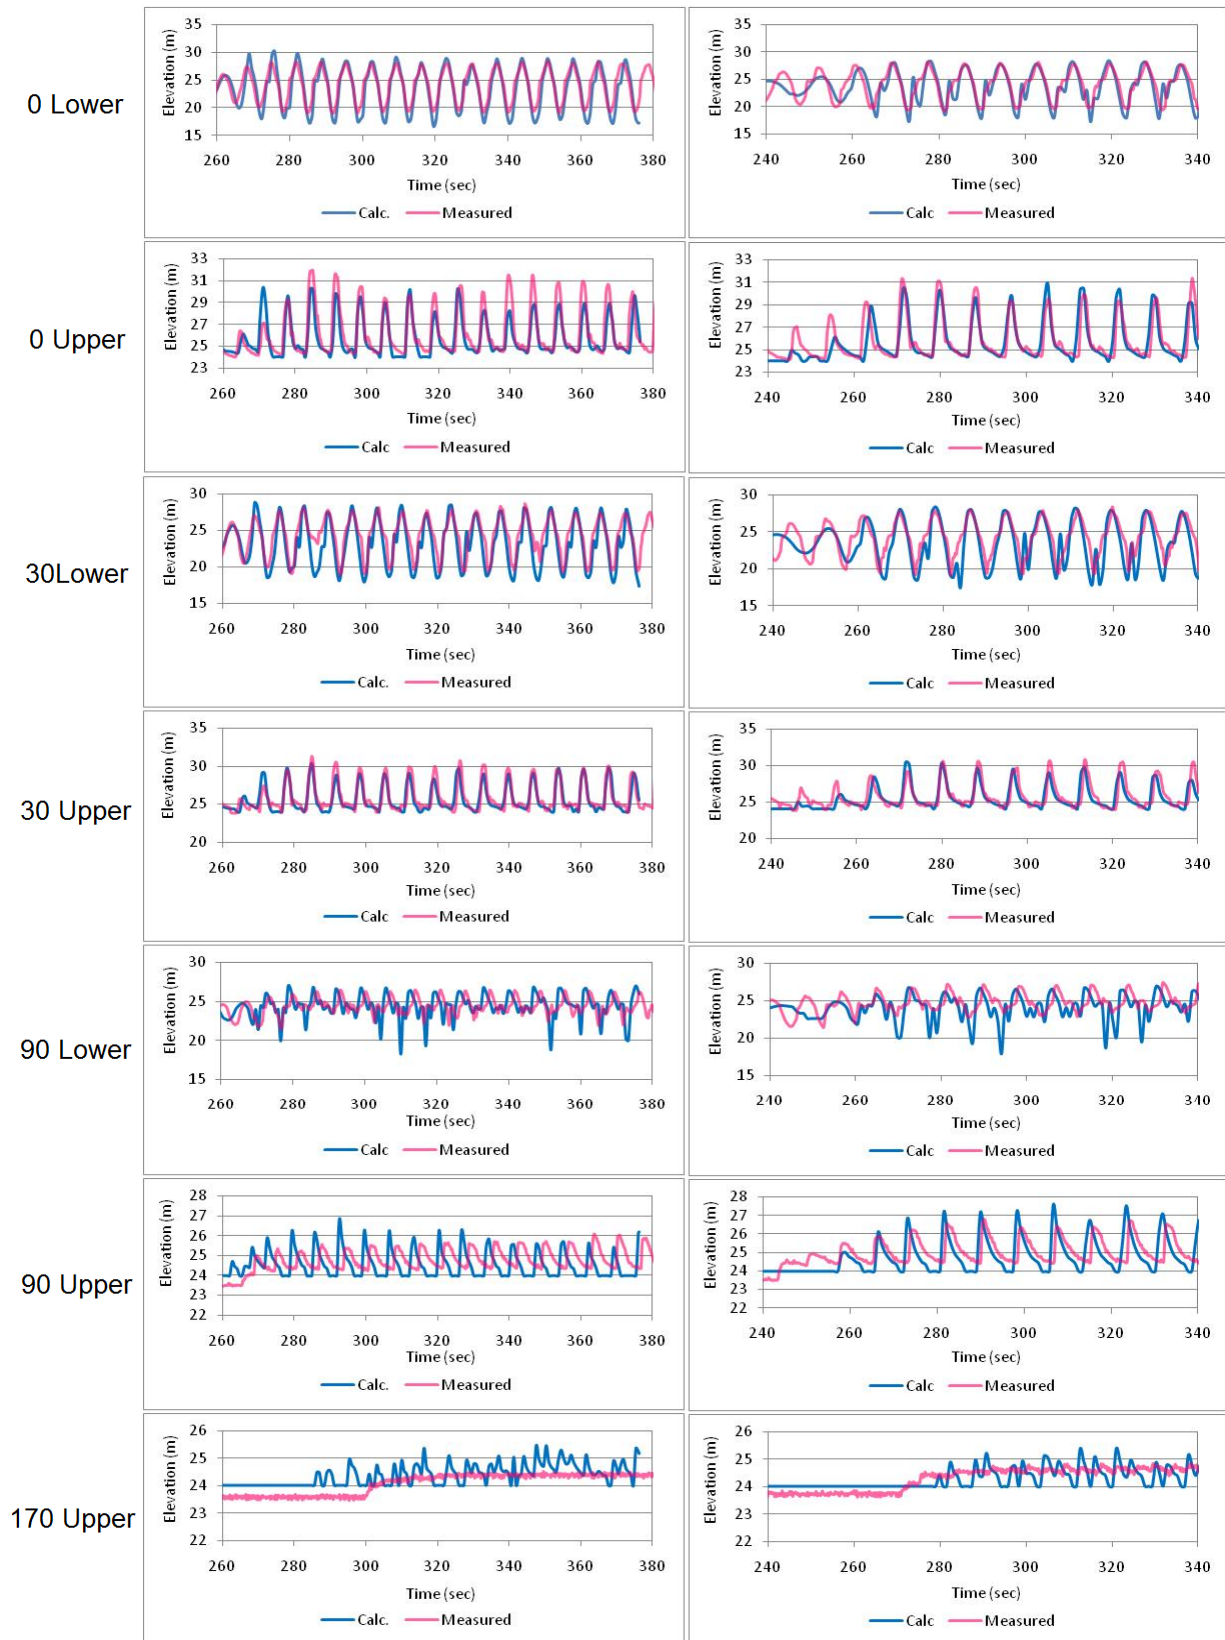 0 Lower
Elevation (m)
35
30
25
20
15
260 280 300 320 340 360 380
Time (sec)
Calc. Measured
Elevation (m)
35
30
25
20
15
240 260 280 300 320 340
Time (sec)
Calc Measured
0 Upper
Elevation (m)
33
31
29
27
25
23
260 280 300 320 340 360 380
Time (sec)
Calc Measured
Elevation (m)
33
31
29
27
25
23
240 260 280 300 320 340
Time (sec)
Calc Measured
30Lower
Elevation (m)
30
25
20
15
260 280 300 320 340 360 380
Time (sec)
Calc. Measured
Elevation (m)
30
25
20
15
240 260 280 300 320 340
Time (sec)
Calc Measured
30 Upper
Elevation (m)
35
30
25
20
260 280 300 320 340 360 380
Time (sec)
Calc Measured
Elevation (m)
35
30
25
20
240 260 280 300 320 340
Time (sec)
Calc Measured
90 Lower
Elevation (m)
30
25
20
15
260 280 300 320 340 360 380
Time (sec)
Calc Measured
Elevation (m)
30
25
20
15
240 260 280 300 320 340
Time (sec)
Calc Measured
90 Upper
Elevation (m)
28
27
26
25
24
23
22
260 280 300 320 340 360 380
Time (sec)
Calc. Measured
Elevation (m)
28
27
26
25
24
23
22
240 260 280 300 320 340
Time (sec)
Calc Measured
170 Upper
Elevation (m)
26
25
24
23
22
260 280 300 320 340 360 380
Time (sec)
Calc. Measured
Elevation (m)
26
25
24
23
22
240 260 280 300 320 340
Time (sec)
Calc Measured